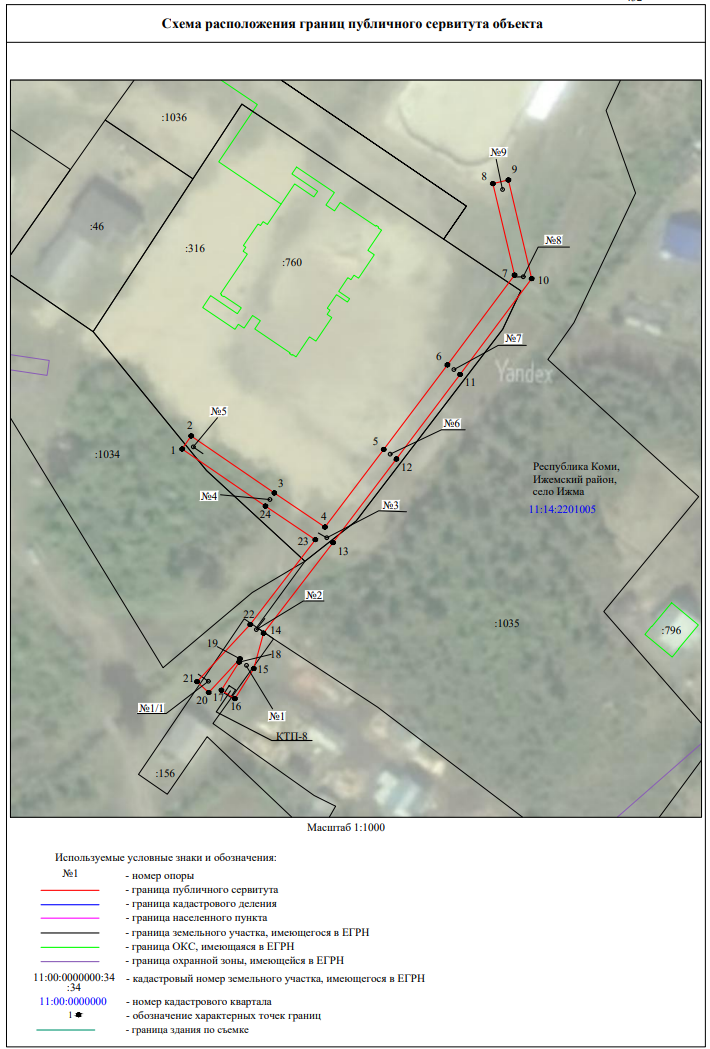 Схема расположения границ публичного сервитута объекта
:1036
№9
8
9
:46
:316
№8
:760
7
10
6
№7
11
Yandex
№5
2
5
№6
1
:1034
12
Республика Коми,
Ижемский район,
село Ижма
3
№4
11:14:2201005
24
№3
4
23
13
№2
22
14
:1035
:796
19
18
15
21
20
17
16
№1/1
№1
КТП-8
:156
Масштаб 1:1000
Используемые условные знаки и обозначения:
№1 - номер опоры
- граница публичного сервитута
- граница кадастрового деления
- граница населенного пункта
- граница земельного участка, имеющегося в ЕГРН
- граница ОКС, имеющаяся в ЕГРН
- граница охранной зоны, имеющейся в ЕГРН
11:00:0000000:34 - кадастровый номер земельного участка, имеющегося в ЕГРН
:34
11:00:0000000 - номер кадастрового квартала
1 - обозначение характерных точек границ
- граница здания по съемке